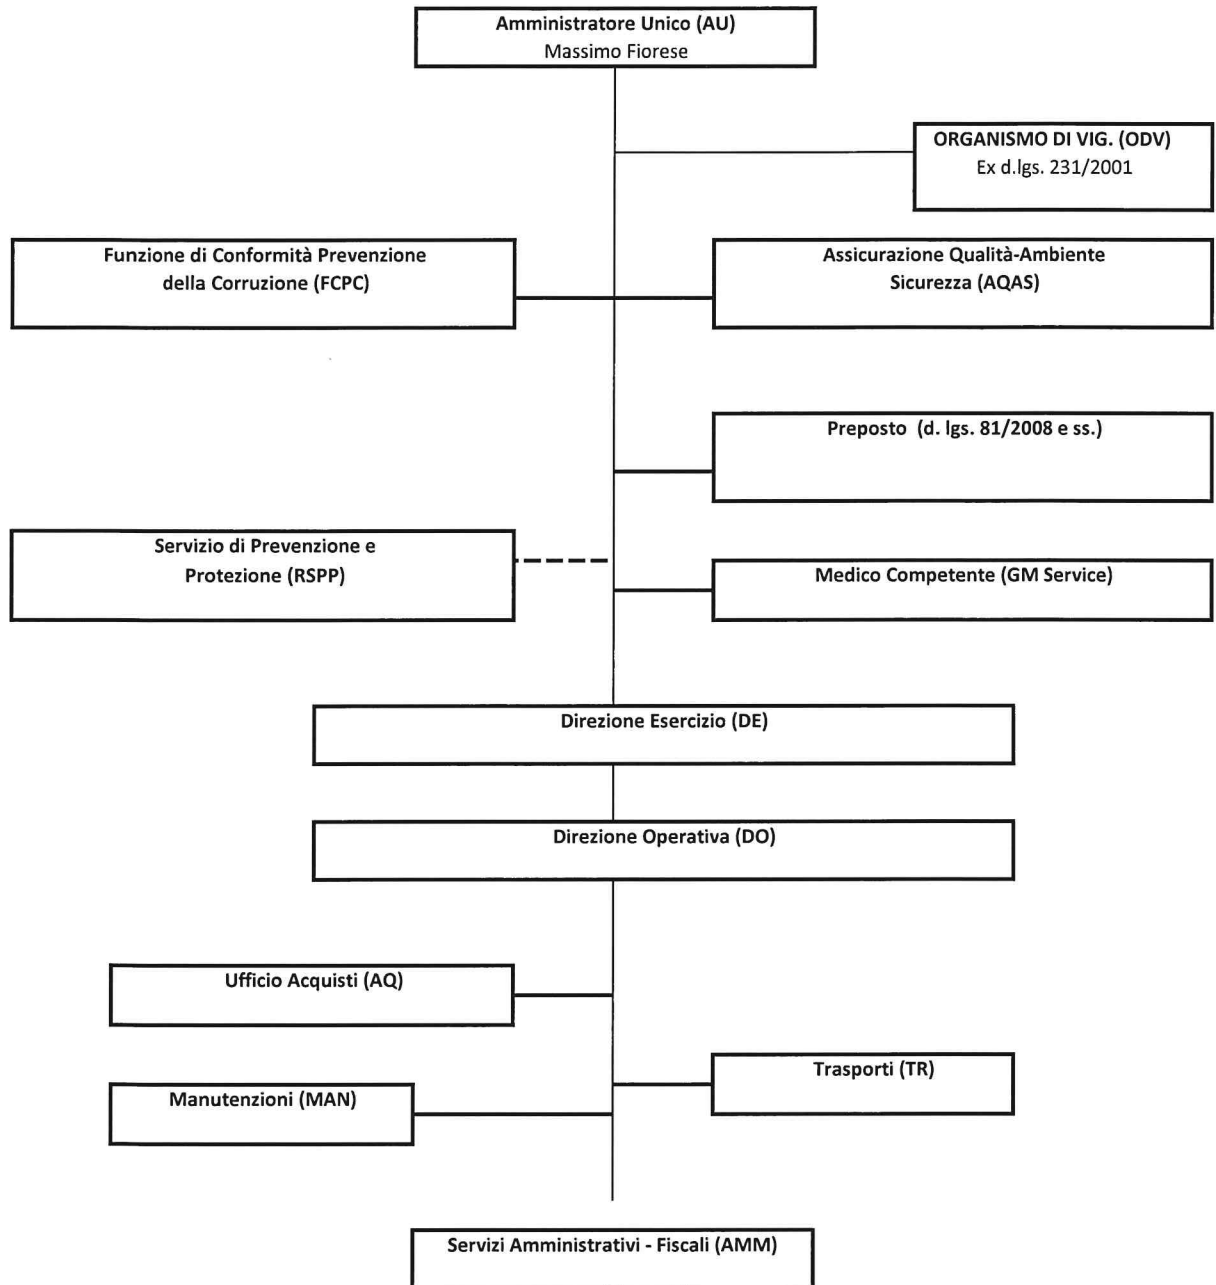 Amministratore Unico (AU)
Massimo Fiorese
ORGANISMO DI VIG. (ODV)
Ex d.lgs. 231/2001
Funzione di Conformità Prevenzione
della Corruzione (FCPC)
Assicurazione Qualità-Ambiente
Sicurezza (AQAS)
Preposto (d. lgs. 81/2008 e ss.)
Servizio di Prevenzione e
Protezione (RSPP)
Medico Competente (GM Service)
Direzione Esercizio (DE)
Direzione Operativa (DO)
Ufficio Acquisti (AQ)
Trasporti (TR)
Manutenzioni (MAN)
Servizi Amministrativi - Fiscali (AMM)